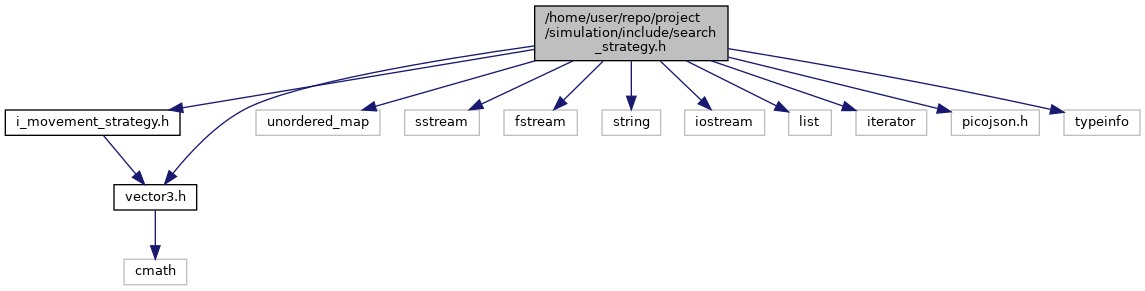 /home/user/repo/project
/simulation/include/search
_strategy.h
i_movement_strategy.h
unordered_map
sstream
fstream
string
iostream
list
iterator
picojson.h
typeinfo
vector3.h
cmath